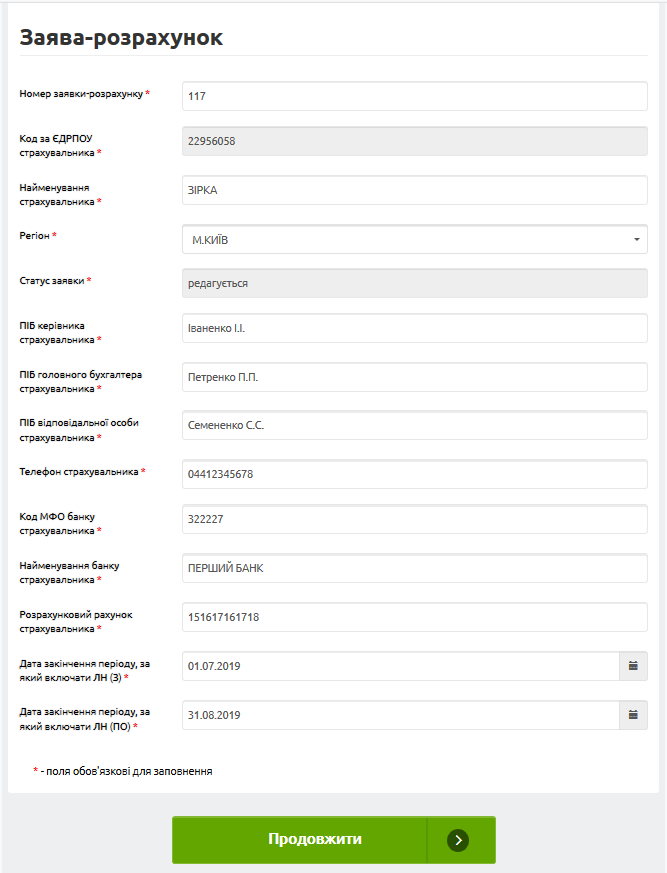 Заява-розрахунок
Номер заявки-розрахунку *
117
Код за ЄДРПОУ
страхувальника *
22956058
Найменування
страхувальника *
ЗІРКА
Регіон *
М.КИЇВ
Статус заявки *
редагується
ПІБ керівника
страхувальника *
Іваненко І.І.
ПІБ головного бухгалтера
страхувальника *
Петренко П.П.
ПІБ відповідальної особи
страхувальника *
Семененко С.С.
Телефон страхувальника *
04412345678
Код МФО банку
страхувальника *
322227
Найменування банку
страхувальника *
ПЕРШИЙ БАНК
Розрахунковий рахунок
страхувальника *
151617161718
Дата закінчення періоду, за
який включати ЛН (З) *
01.07.2019
Дата закінчення періоду, за
який включати ЛН (ПО) *
31.08.2019
* - поля обов'язкові для заповнення
Продовжити